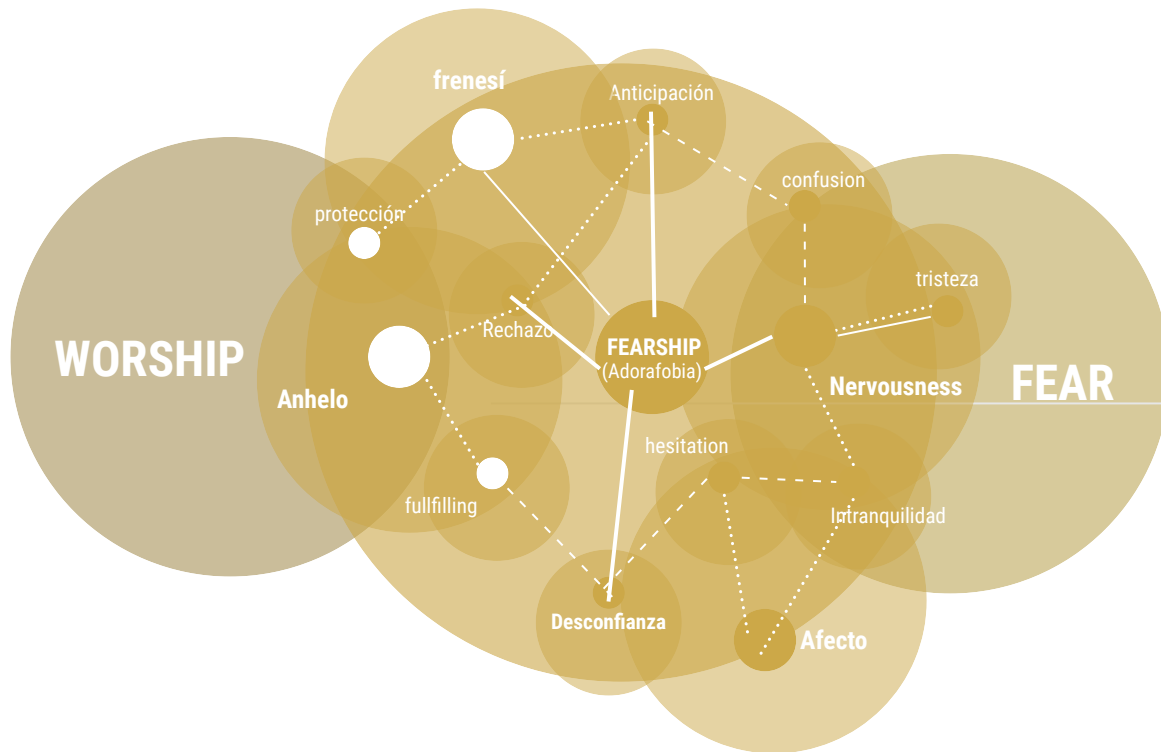 frenesí
Anticipación
confusion
protección
tristeza
Rechazo
FEARSHIP
(Adorafobia)
WORSHIP
FEAR
Nervousness
Anhelo
hesitation
fullfilling
Intranquilidad
Desconfianza
Afecto